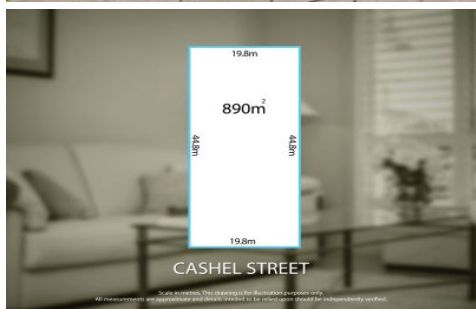 19.8m
890m²
44.8m
44.8m
19.8m
CASHEL STREET
Scale in metres. This drawing is for illustration purposes only.
All measurements are approximate and details intended to be relied upon should be independently verified.